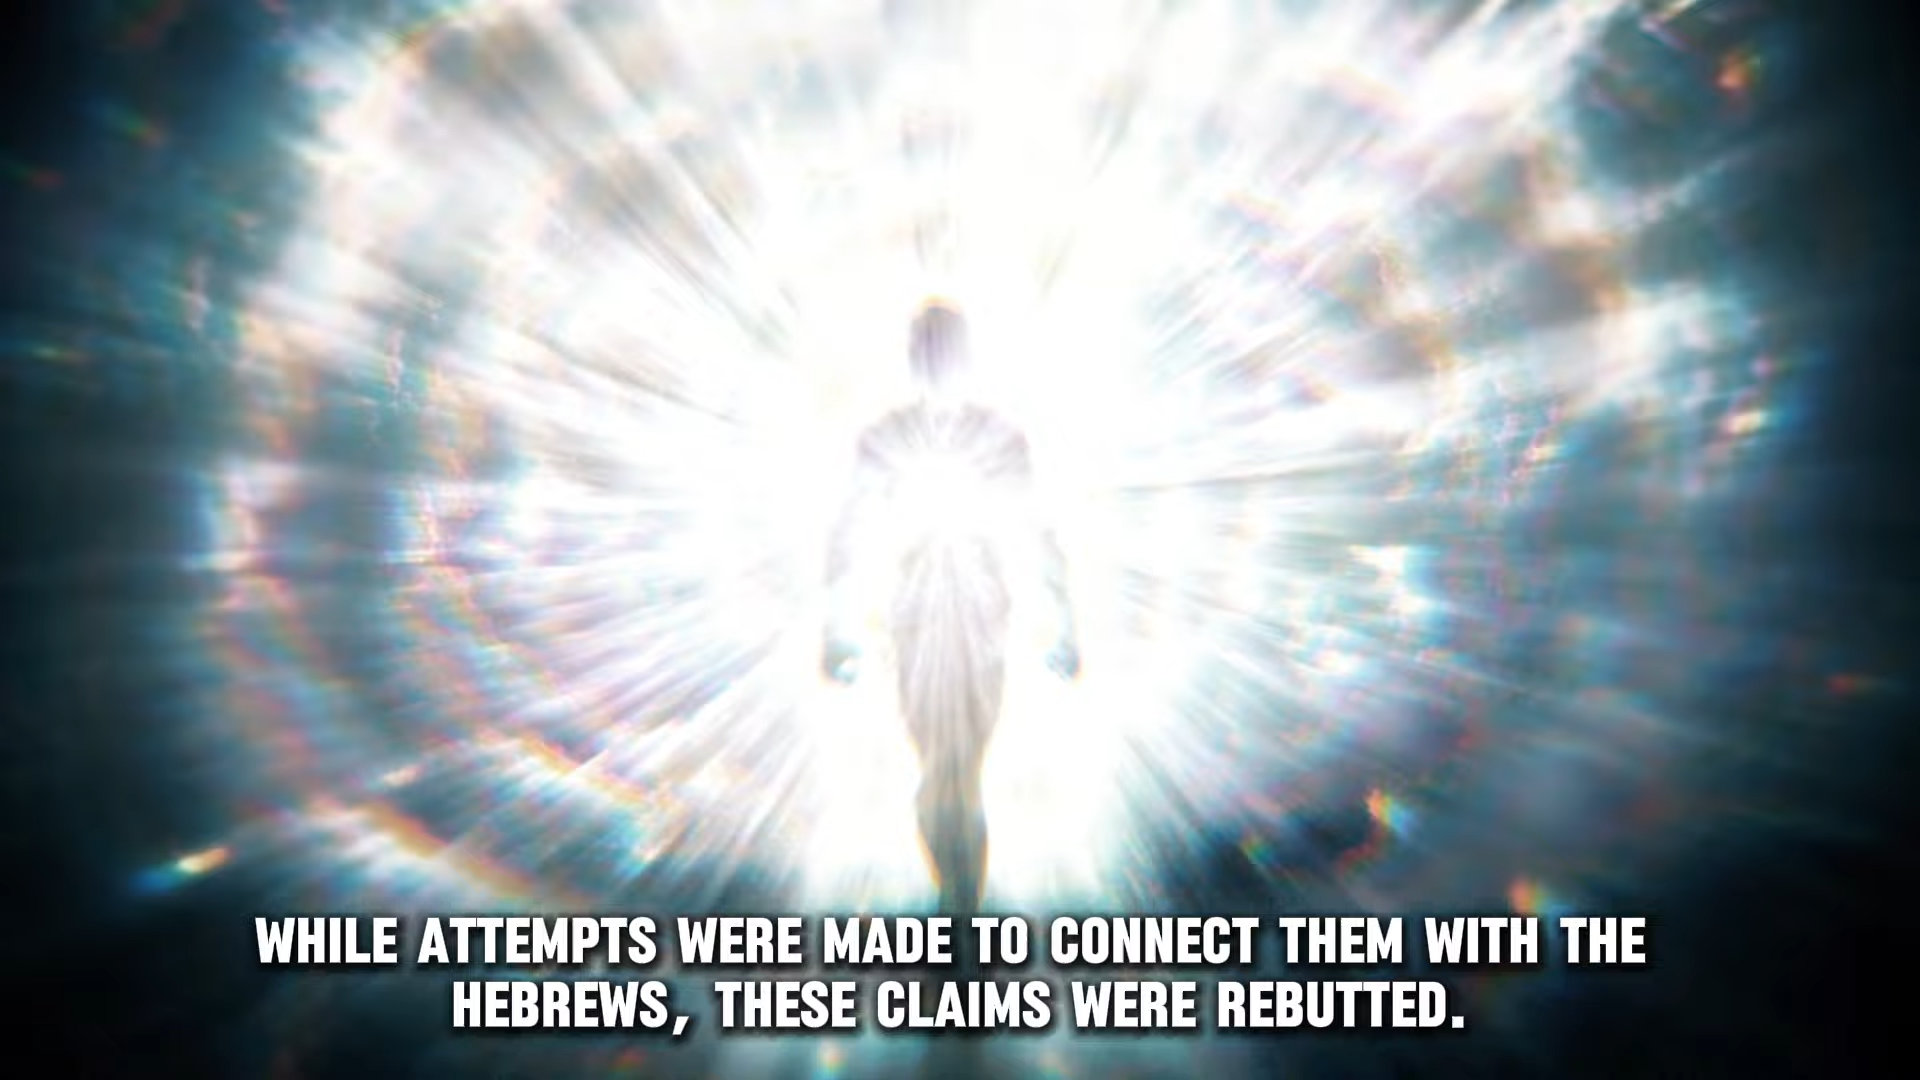 WHILE ATTEMPTS WERE MADE TO CONNECT THEM WITH THE
HEBREWS, THESE CLAIMS WERE REBUTTED.